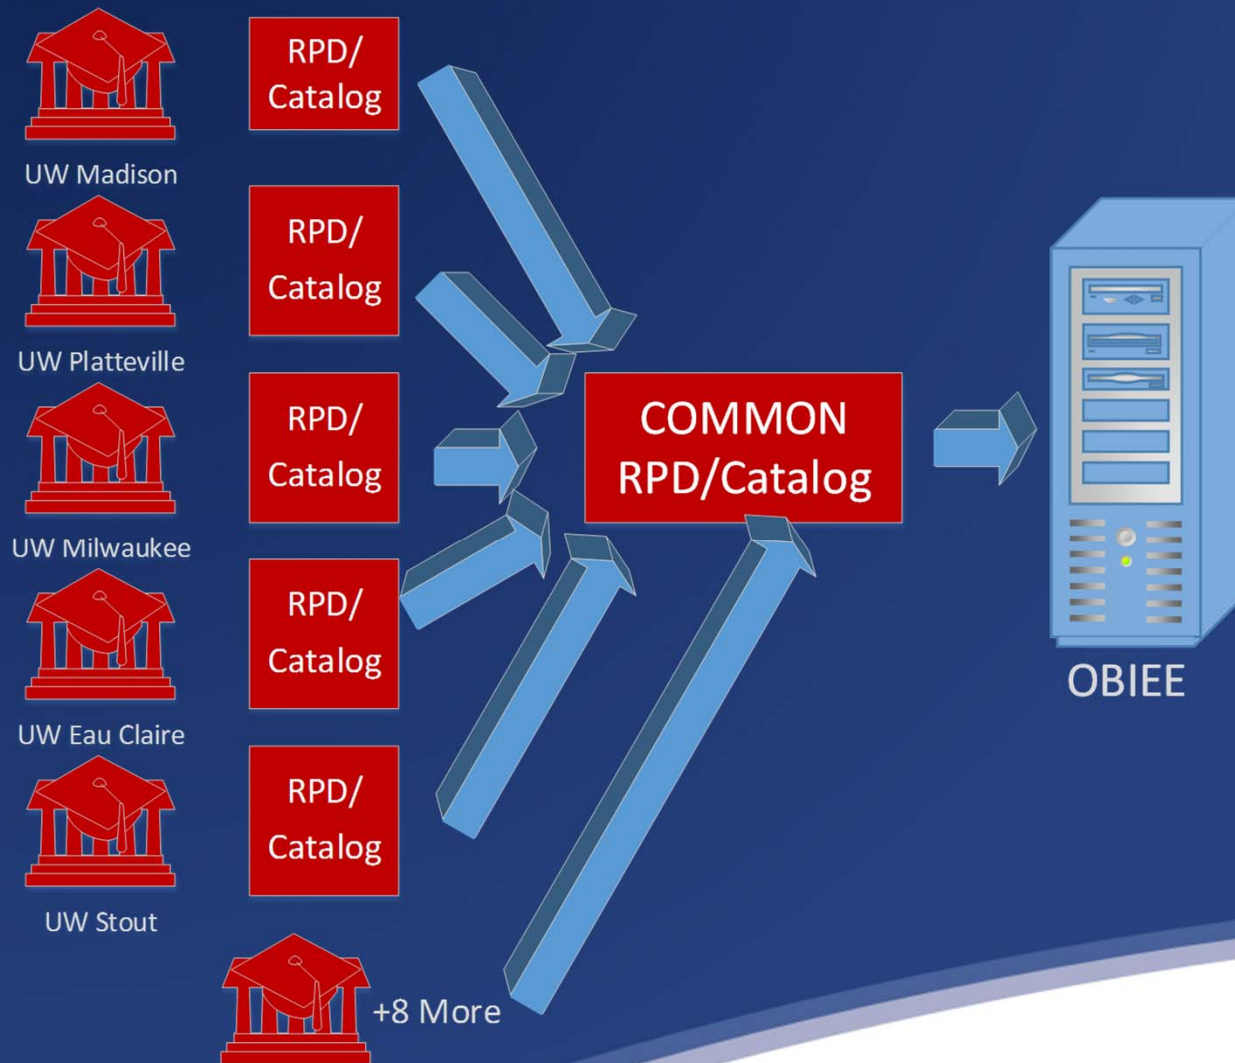 RPD/
Catalog
UW Madison
RPD/
Catalog
UW Platteville
RPD/
Catalog
UW Milwaukee
RPD/
Catalog
UW Eau Claire
RPD/
Catalog
UW Stout
+8 More
COMMON
RPD/Catalog
OBIEE